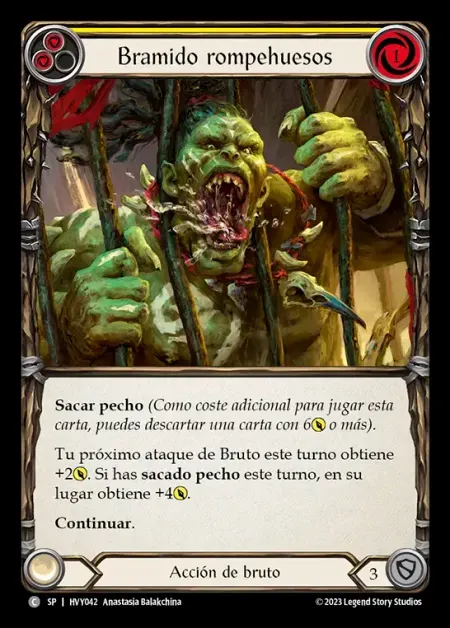 Bramido rompehuesos
1
Sacar pecho (Como coste adicional para jugar esta
carta, puedes descartar una carta con 6 o más).
Tu próximo ataque de Bruto este turno obtiene
+2. Si has sacado pecho este turno, en su
lugar obtiene +4.
Continuar.
Acción de bruto
3
C SP | HVY042 Anastasia Balakchina
© 2023 Legend Story Studios